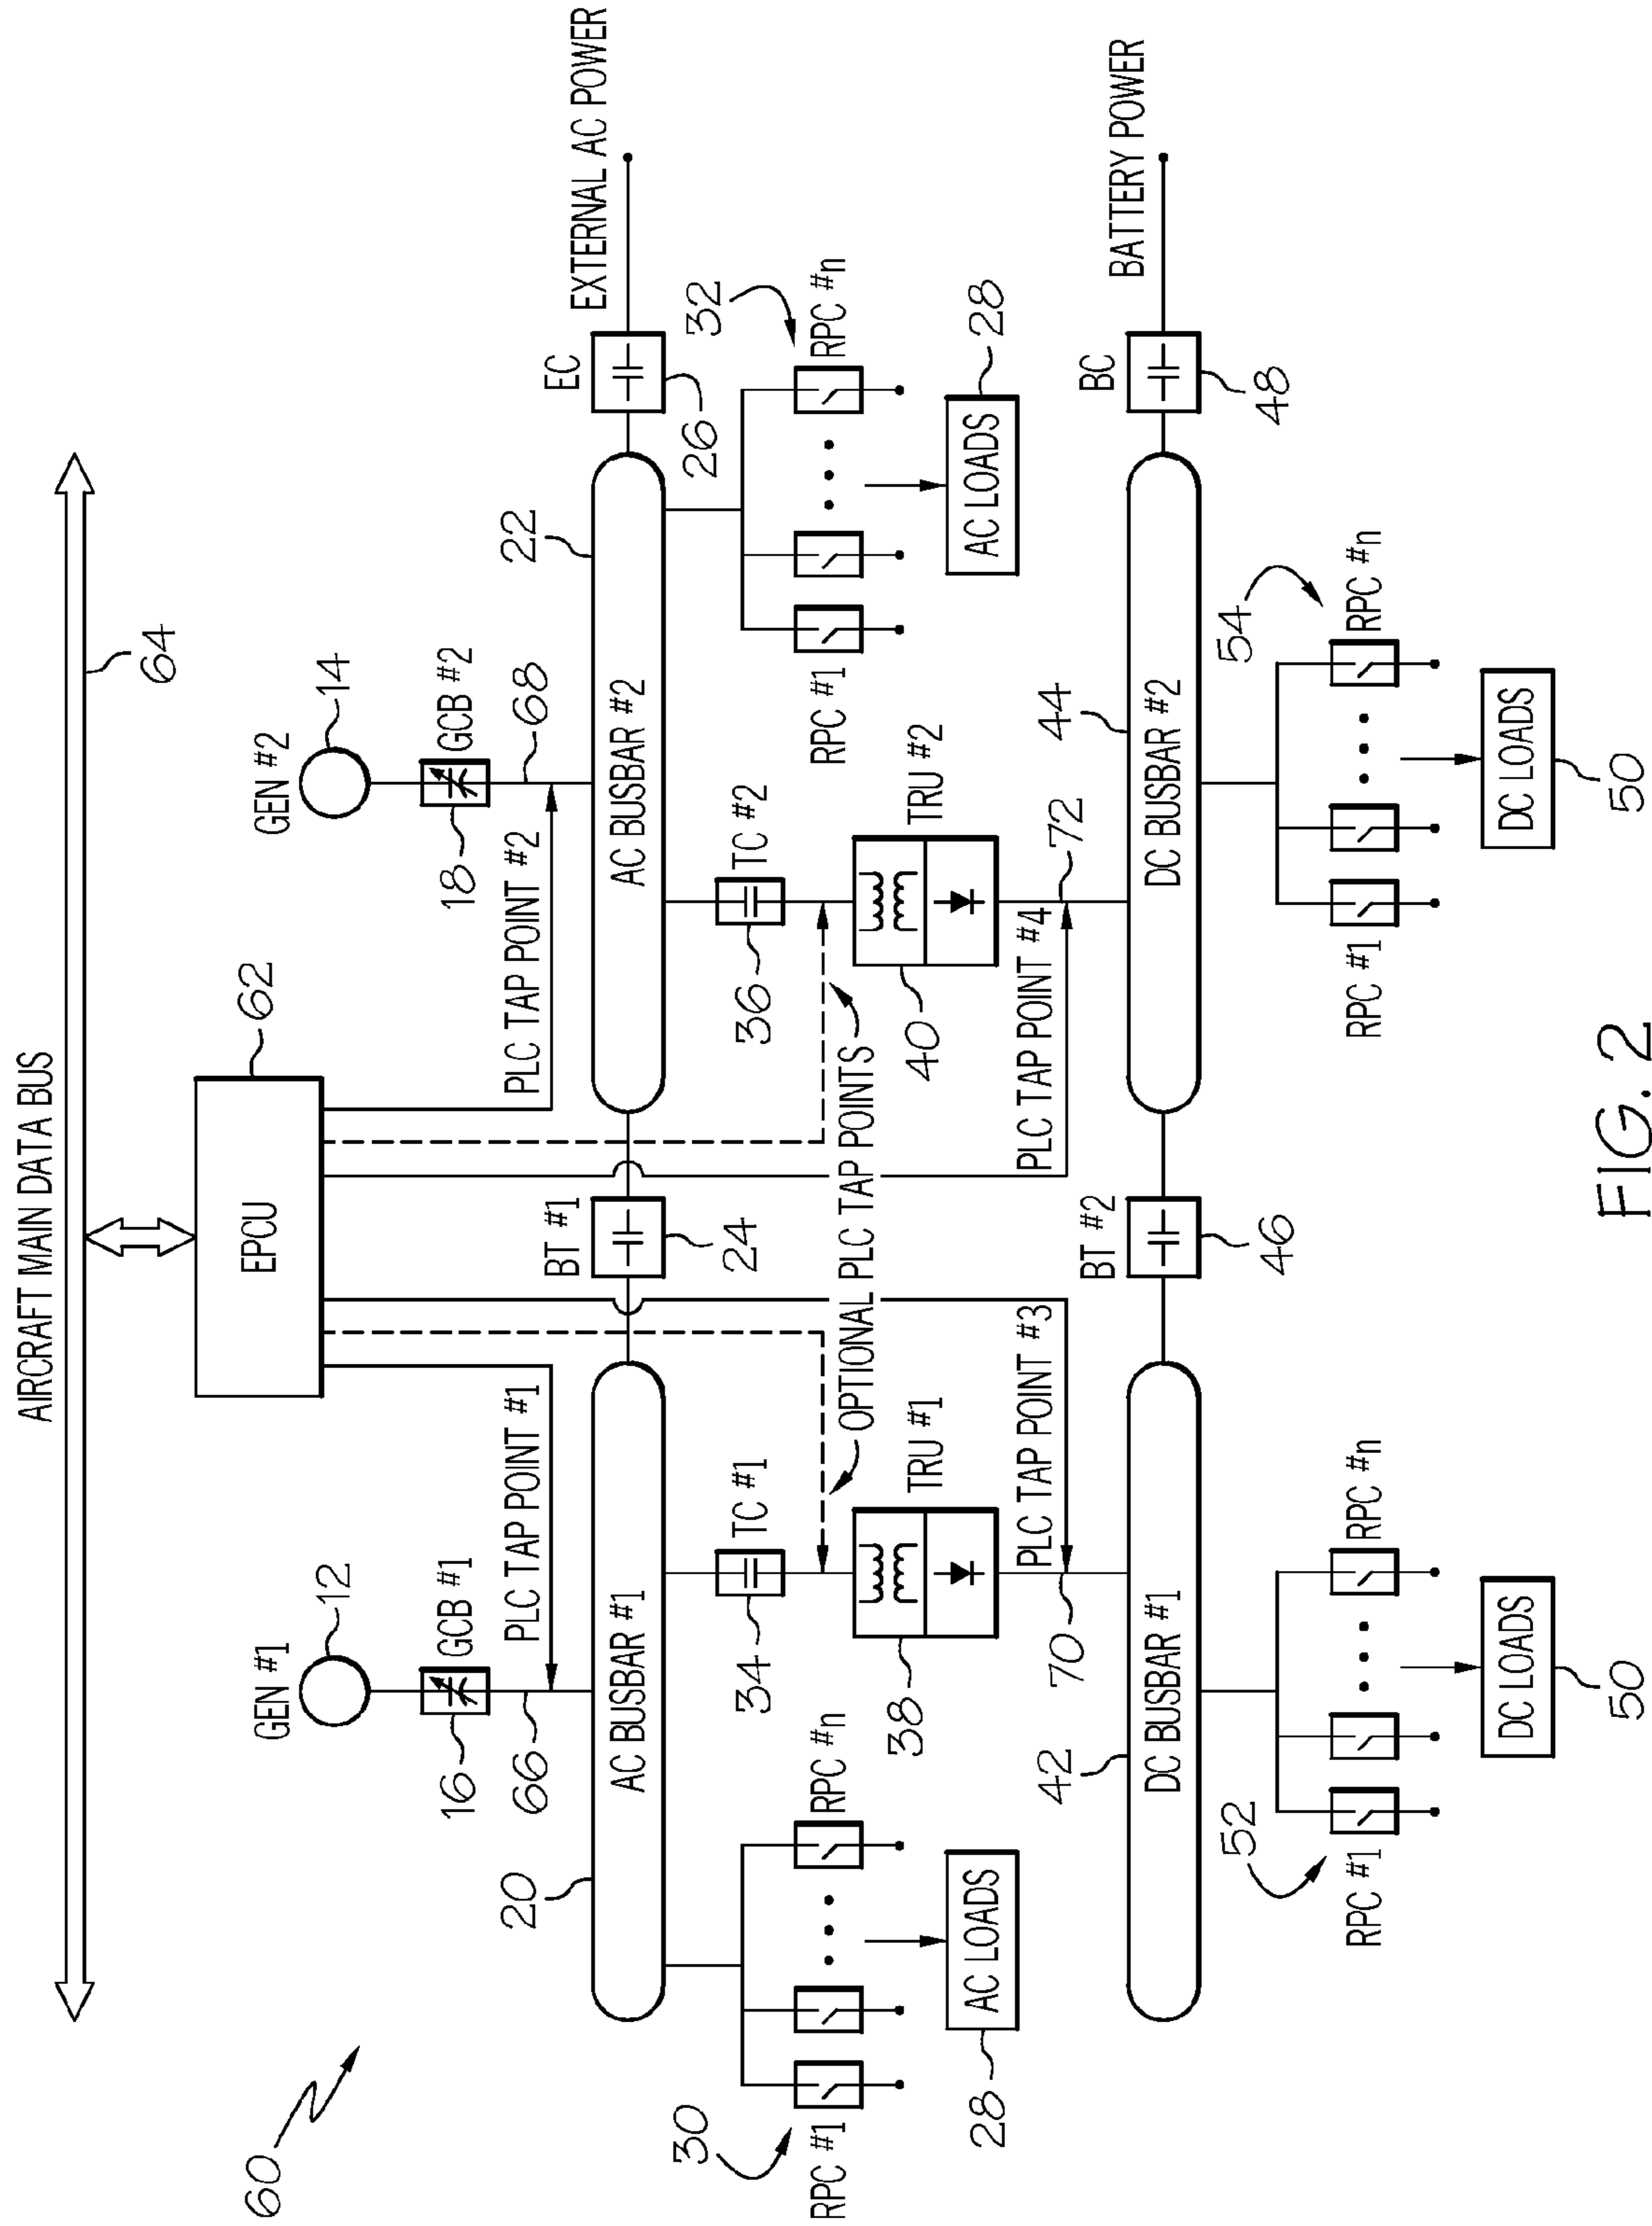 AIRCRAFT MAIN DATA BUS
64
60
EPCU
62
GEN #1
12
GEN #2
14
GCB #1
16
GCB #2
18
66
PLC TAP POINT #1
PLC TAP POINT #2
68
20
22
BT #1
EC
EXTERNAL AC POWER
AC BUSBAR #1
AC BUSBAR #2
24
26
30
32
TC #1
34
TC #2
36
RPC #1
RPC #n
OPTIONAL PLC TAP POINTS
RPC #1
RPC #n
TRU #1
38
TRU #2
40
AC LOADS
28
AC LOADS
28
PLC TAP POINT #3
70
PLC TAP POINT #4
72
42
44
BT #2
BC
BATTERY POWER
DC BUSBAR #1
DC BUSBAR #2
46
48
52
54
RPC #1
RPC #n
RPC #1
RPC #n
DC LOADS
50
DC LOADS
50
FIG. 2